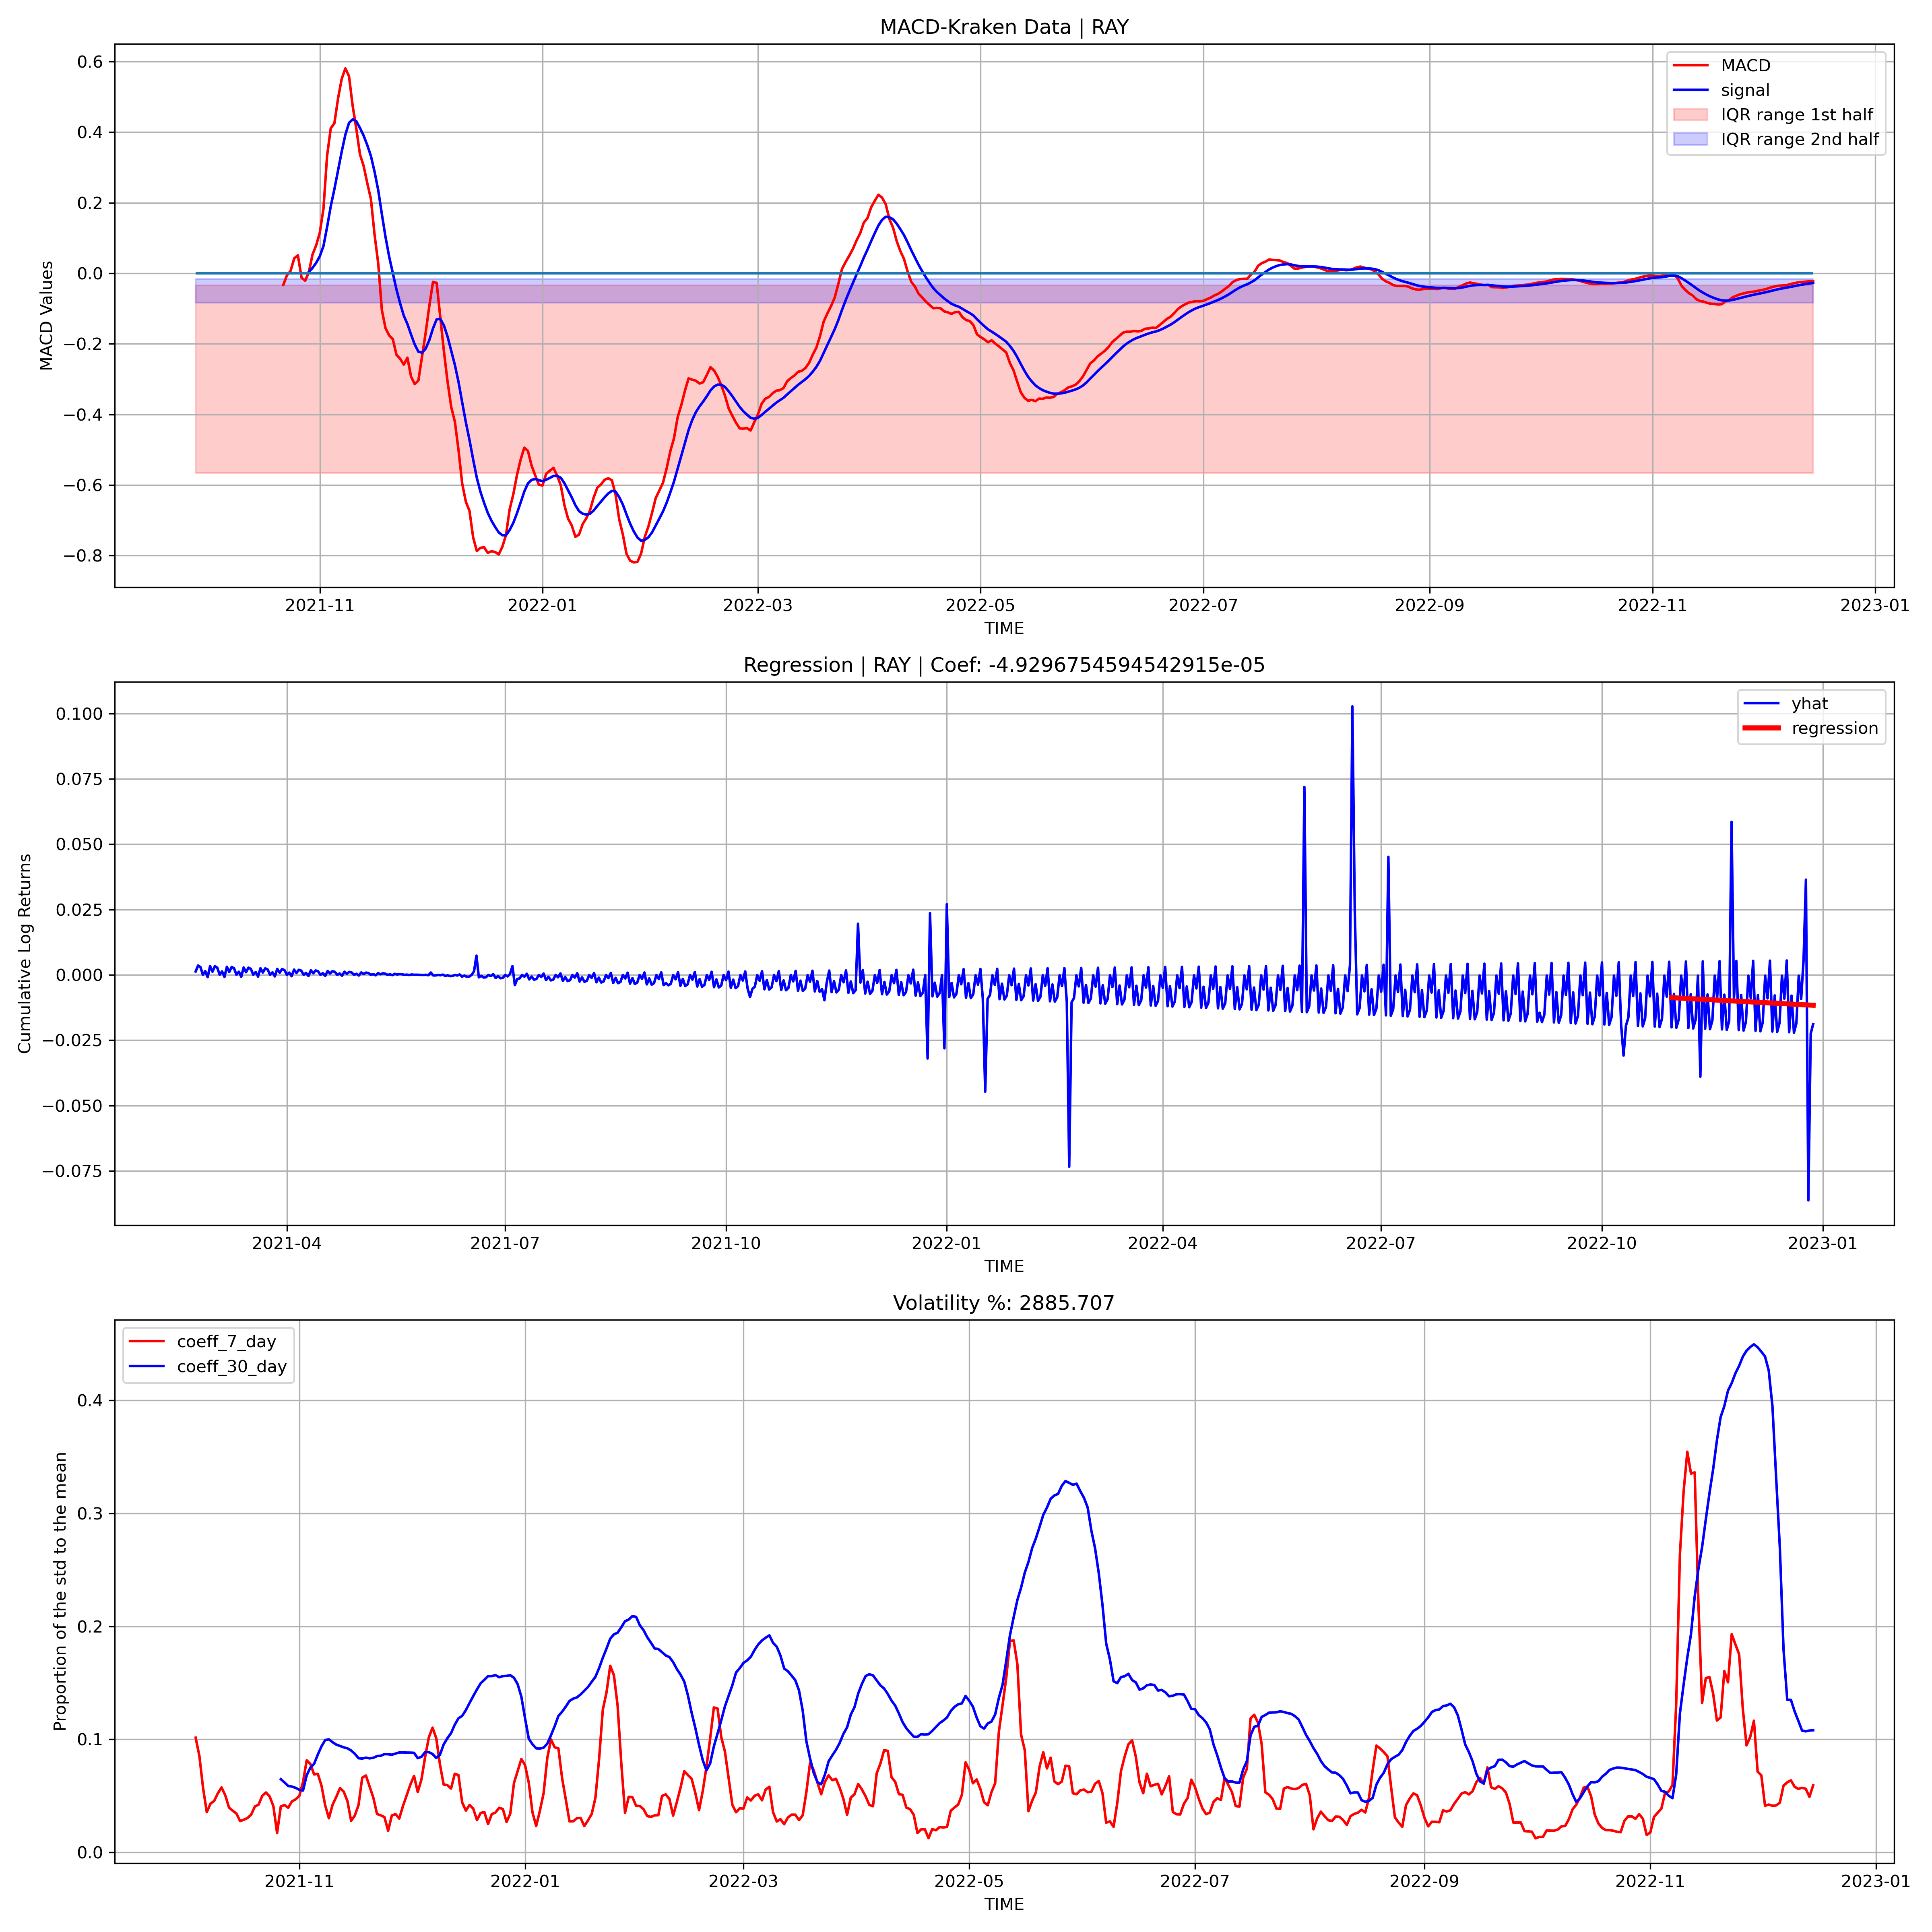 MACD-Kraken Data | RAY
MACD Values
0.6
0.4
0.2
0.0
−0.2
−0.4
−0.6
−0.8
MACD
signal
IQR range 1st half
IQR range 2nd half
2021-11 2022-01 2022-03 2022-05 2022-07 2022-09 2022-11 2023-01
TIME
Regression | RAY | Coef: -4.9296754594542915e-05
Cumulative Log Returns
0.100
0.075
0.050
0.025
0.000
−0.025
−0.050
−0.075
yhat
regression
2021-04 2021-07 2021-10 2022-01 2022-04 2022-07 2022-10 2023-01
TIME
Volatility %: 2885.707
Proportion of the std to the mean
coeff_7_day
coeff_30_day
0.4
0.3
0.2
0.1
0.0
2021-11 2022-01 2022-03 2022-05 2022-07 2022-09 2022-11 2023-01
TIME